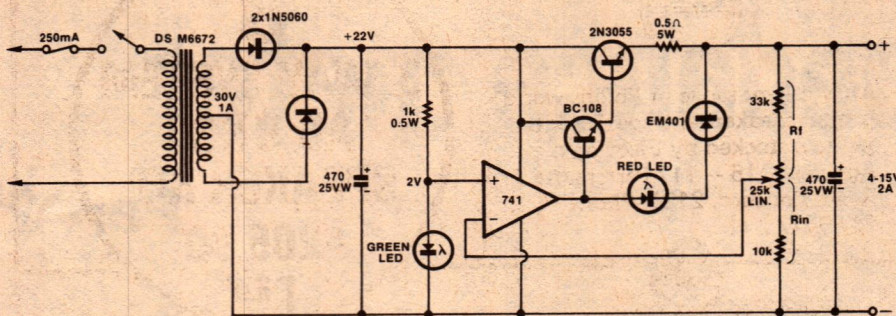 250mA
DS M6672
2x1N5060
+22V
30V
1A
470
25VW
1k
0.5W
2V
GREEN
LED
741
BC108
2N3055
0.5Ω
5W
RED LED
EM401
33k
Rf
25k
LIN.
Rin
10k
470
25VW
4-15V
2A